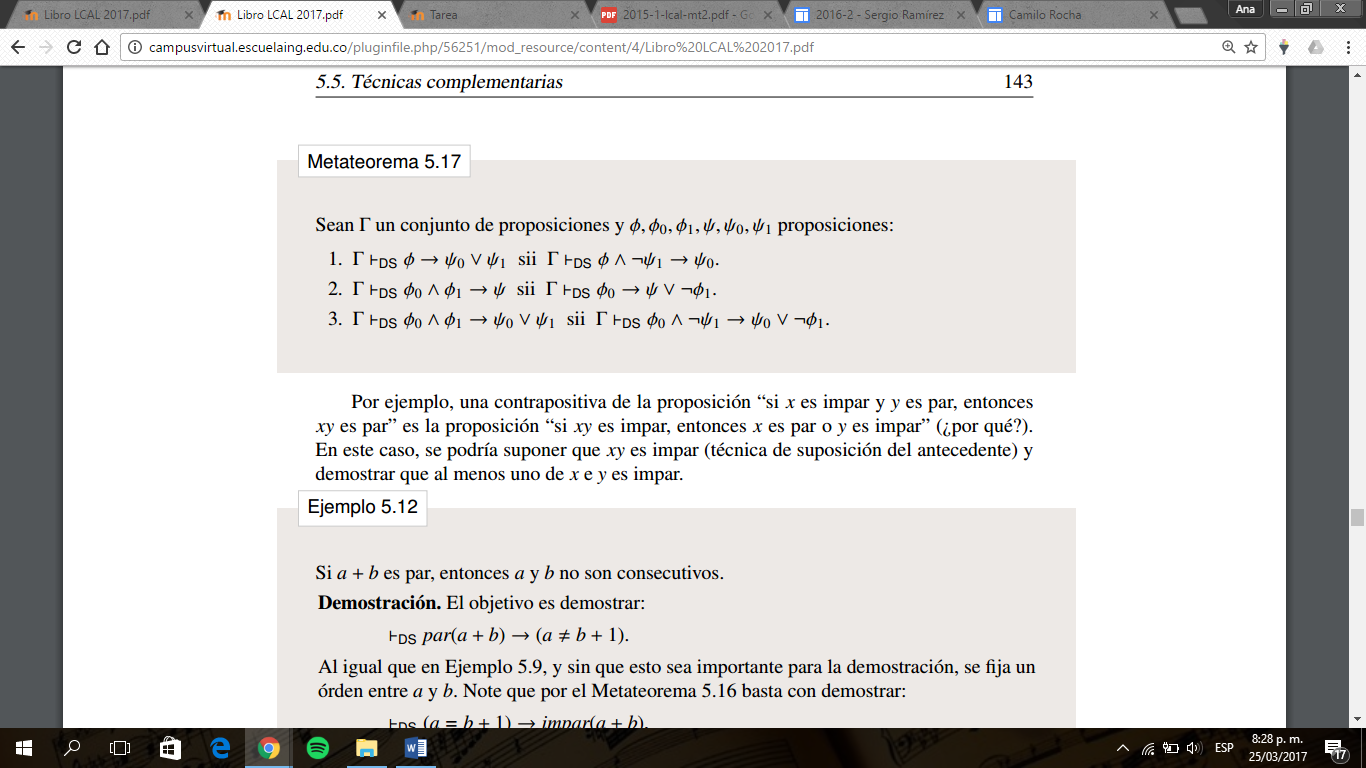 Libro LCAL 2017.pdf
Libro LCAL 2017.pdf
Tarea
2015-1-lcal-mt2.pdf - Go
2016-2 - Sergio Ramírez
Camilo Rocha
Ana
campusvirtual.escuelaing.edu.co/pluginfile.php/56251/mod_resource/content/4/Libro%20LCAL%202017.pdf
5.5. Técnicas complementarias 143
Metateorema 5.17
Sean Γ un conjunto de proposiciones y ϕ, ϕ₀, ϕ₁, ψ, ψ₀, ψ₁ proposiciones:
1. Γ ⊢DS ϕ → ψ₀ ∨ ψ₁ sii Γ ⊢DS ϕ ∧ ¬ψ₁ → ψ₀.
2. Γ ⊢DS ϕ₀ ∧ ϕ₁ → ψ sii Γ ⊢DS ϕ₀ → ψ ∨ ¬ϕ₁.
3. Γ ⊢DS ϕ₀ ∧ ϕ₁ → ψ₀ ∨ ψ₁ sii Γ ⊢DS ϕ₀ ∧ ¬ψ₁ → ψ₀ ∨ ¬ϕ₁.
Por ejemplo, una contrapositiva de la proposición “si x es impar y y es par, entonces
xy es par” es la proposición “si xy es impar, entonces x es par o y es impar” (¿por qué?).
En este caso, se podría suponer que xy es impar (técnica de suposición del antecedente) y
demostrar que al menos uno de x e y es impar.
Ejemplo 5.12
Si a + b es par, entonces a y b no son consecutivos.
Demostración. El objetivo es demostrar:
⊢DS par(a + b) → (a ≠ b + 1).
Al igual que en Ejemplo 5.9, y sin que esto sea importante para la demostración, se fija un
órden entre a y b. Note que por el Metateorema 5.16 basta con demostrar:
⊢DS (a = b + 1) → impar(a + b).
ESP
8:28 p. m.
25/03/2017
17